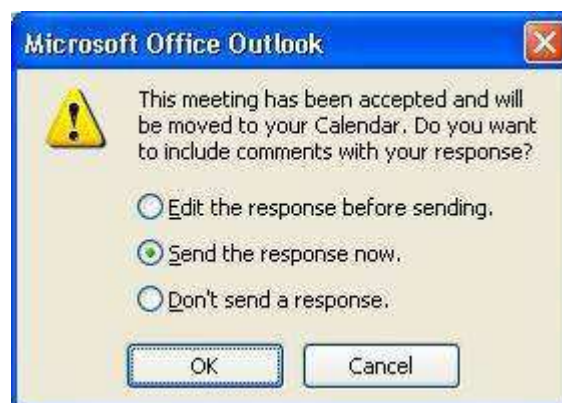 Microsoft Office Outlook
This meeting has been accepted and will
be moved to your Calendar. Do you want
to include comments with your response?
Edit the response before sending.
Send the response now.
Don't send a response.
OK
Cancel